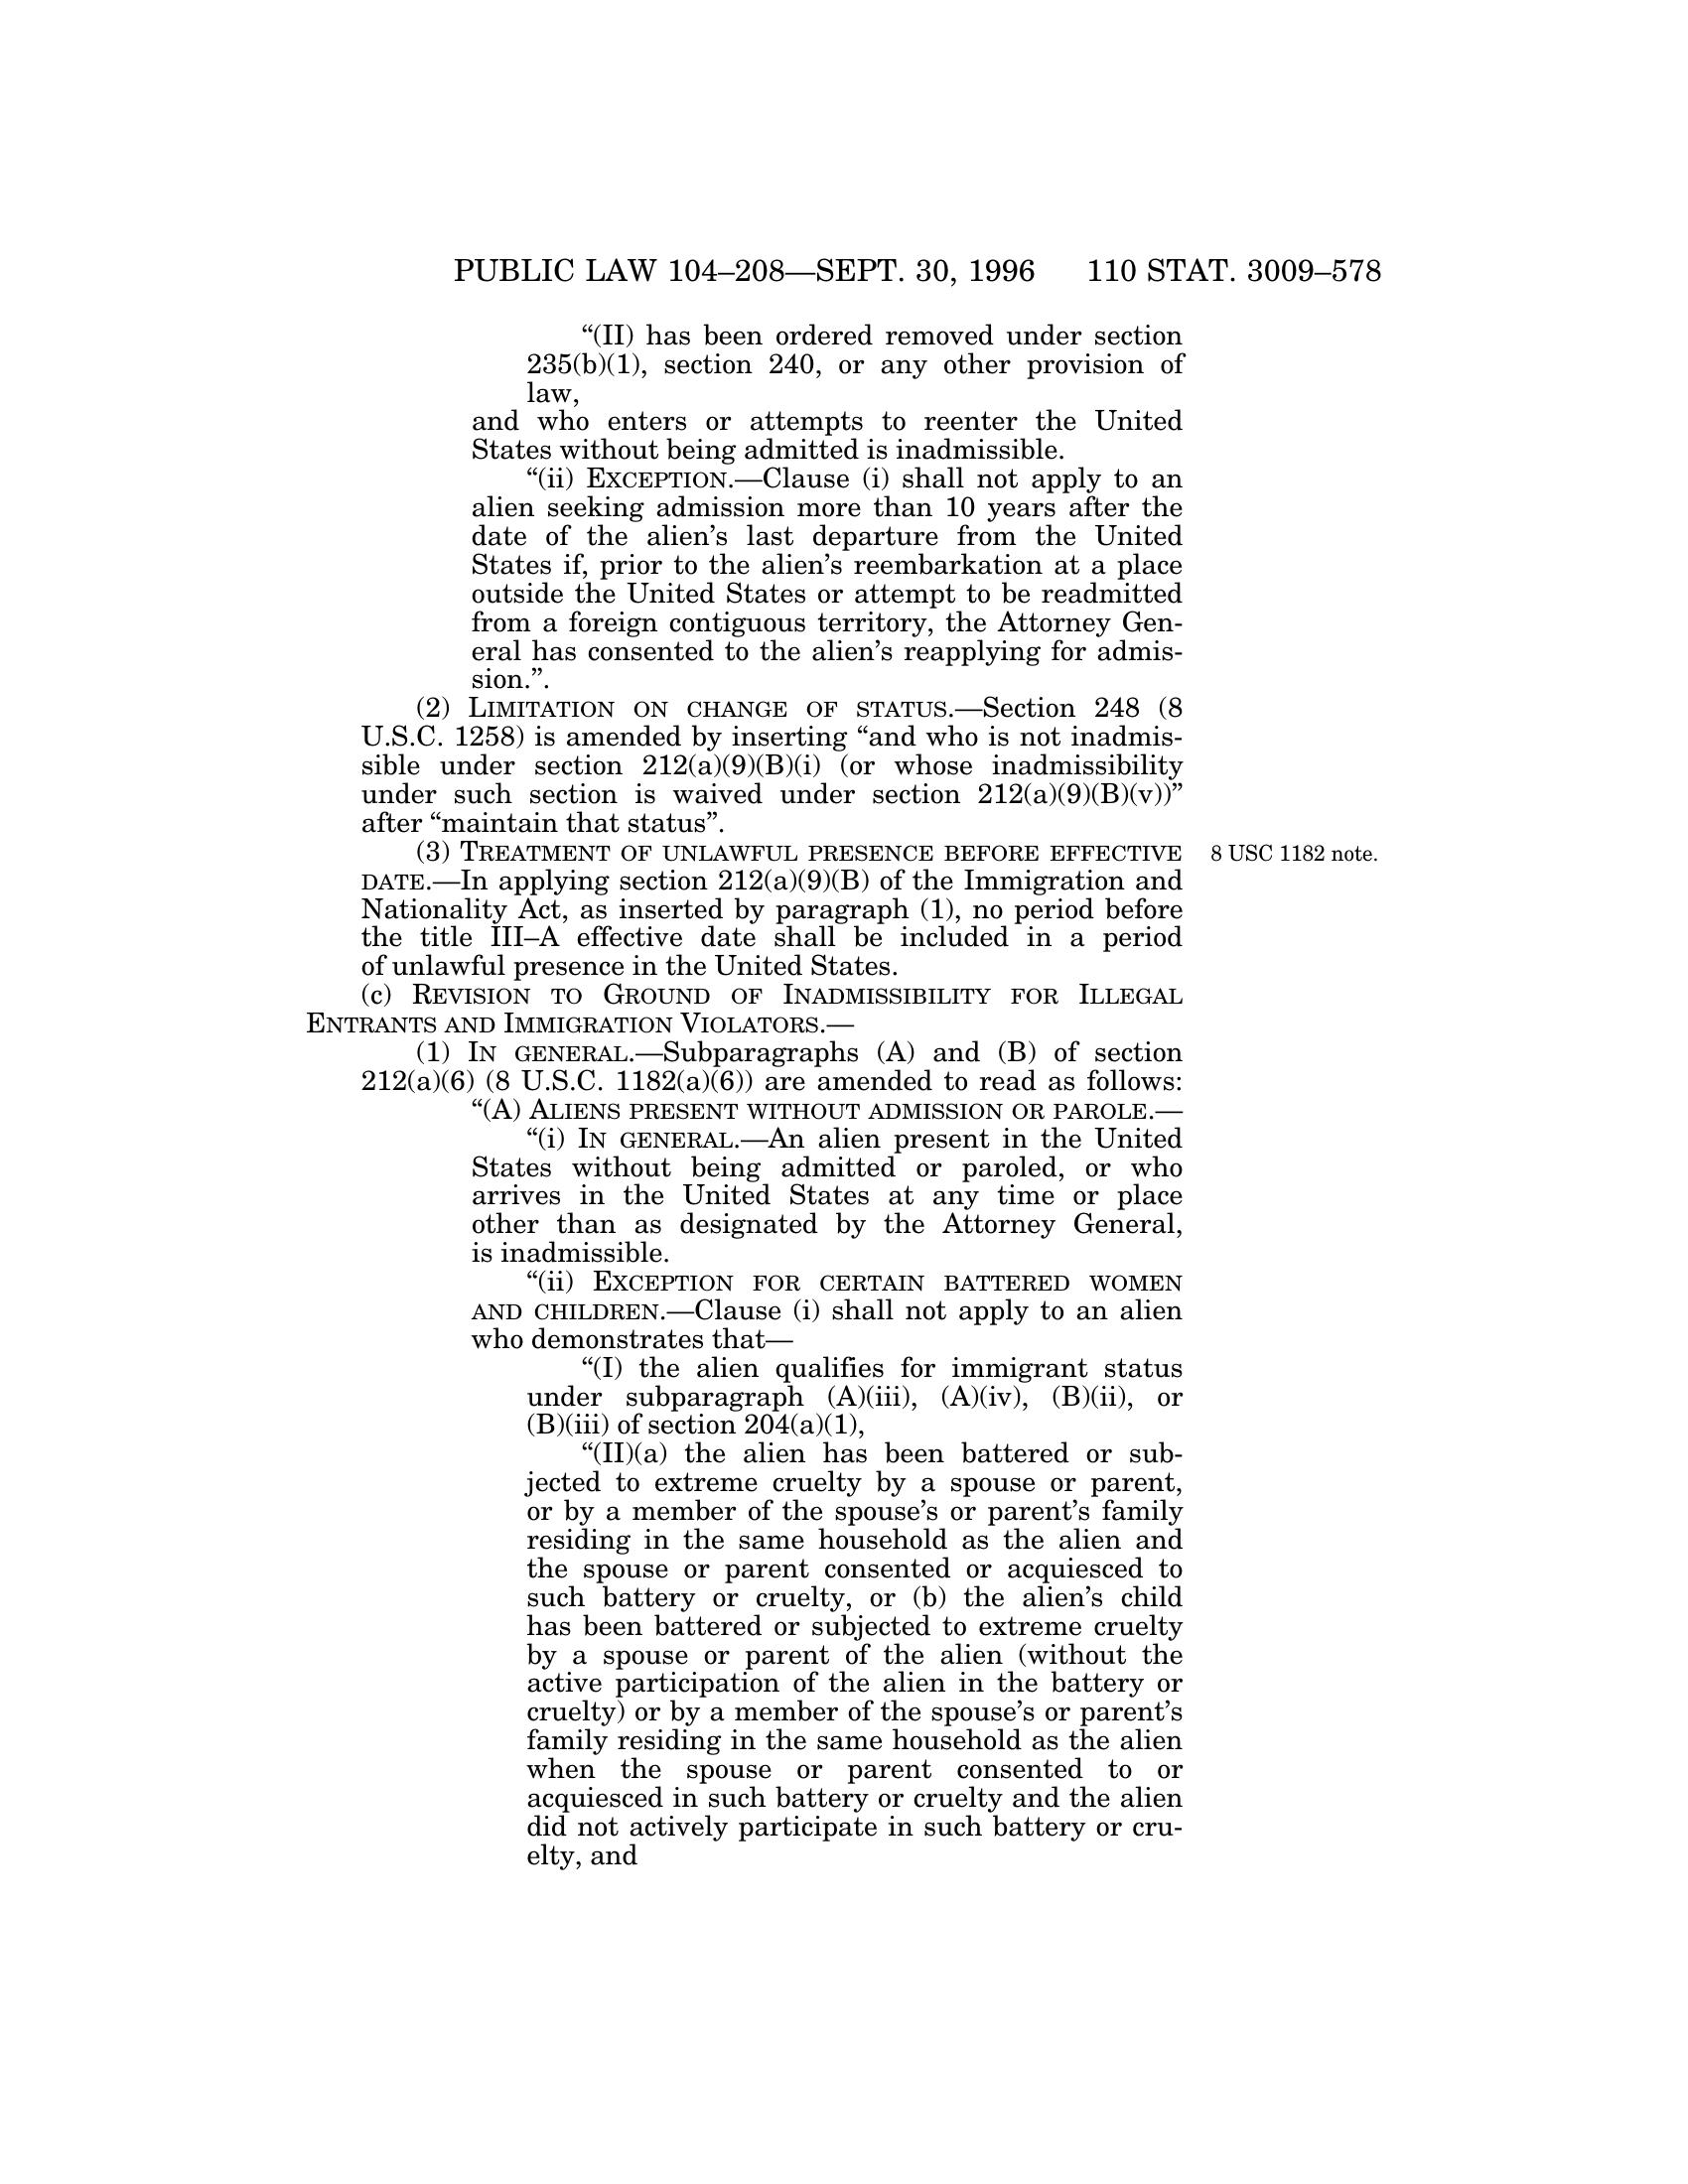 PUBLIC LAW 104–208—SEPT. 30, 1996 110 STAT. 3009–578
“(II) has been ordered removed under section
235(b)(1), section 240, or any other provision of
law,
and who enters or attempts to reenter the United
States without being admitted is inadmissible.
“(ii) EXCEPTION.—Clause (i) shall not apply to an
alien seeking admission more than 10 years after the
date of the alien’s last departure from the United
States if, prior to the alien’s reembarkation at a place
outside the United States or attempt to be readmitted
from a foreign contiguous territory, the Attorney Gen-
eral has consented to the alien’s reapplying for admis-
sion.”.
(2) LIMITATION ON CHANGE OF STATUS.—Section 248 (8
U.S.C. 1258) is amended by inserting “and who is not inadmis-
sible under section 212(a)(9)(B)(i) (or whose inadmissibility
under such section is waived under section 212(a)(9)(B)(v))”
after “maintain that status”.
(3) TREATMENT OF UNLAWFUL PRESENCE BEFORE EFFECTIVE
8 USC 1182 note.
DATE.—In applying section 212(a)(9)(B) of the Immigration and
Nationality Act, as inserted by paragraph (1), no period before
the title III–A effective date shall be included in a period
of unlawful presence in the United States.
(c) REVISION TO GROUND OF INADMISSIBILITY FOR ILLEGAL
ENTRANTS AND IMMIGRATION VIOLATORS.—
(1) IN GENERAL.—Subparagraphs (A) and (B) of section
212(a)(6) (8 U.S.C. 1182(a)(6)) are amended to read as follows:
“(A) ALIENS PRESENT WITHOUT ADMISSION OR PAROLE.—
“(i) IN GENERAL.—An alien present in the United
States without being admitted or paroled, or who
arrives in the United States at any time or place
other than as designated by the Attorney General,
is inadmissible.
“(ii) EXCEPTION FOR CERTAIN BATTERED WOMEN
AND CHILDREN.—Clause (i) shall not apply to an alien
who demonstrates that—
“(I) the alien qualifies for immigrant status
under subparagraph (A)(iii), (A)(iv), (B)(ii), or
(B)(iii) of section 204(a)(1),
“(II)(a) the alien has been battered or sub-
jected to extreme cruelty by a spouse or parent,
or by a member of the spouse’s or parent’s family
residing in the same household as the alien and
the spouse or parent consented or acquiesced to
such battery or cruelty, or (b) the alien’s child
has been battered or subjected to extreme cruelty
by a spouse or parent of the alien (without the
active participation of the alien in the battery or
cruelty) or by a member of the spouse’s or parent’s
family residing in the same household as the alien
when the spouse or parent consented to or
acquiesced in such battery or cruelty and the alien
did not actively participate in such battery or cru-
elty, and